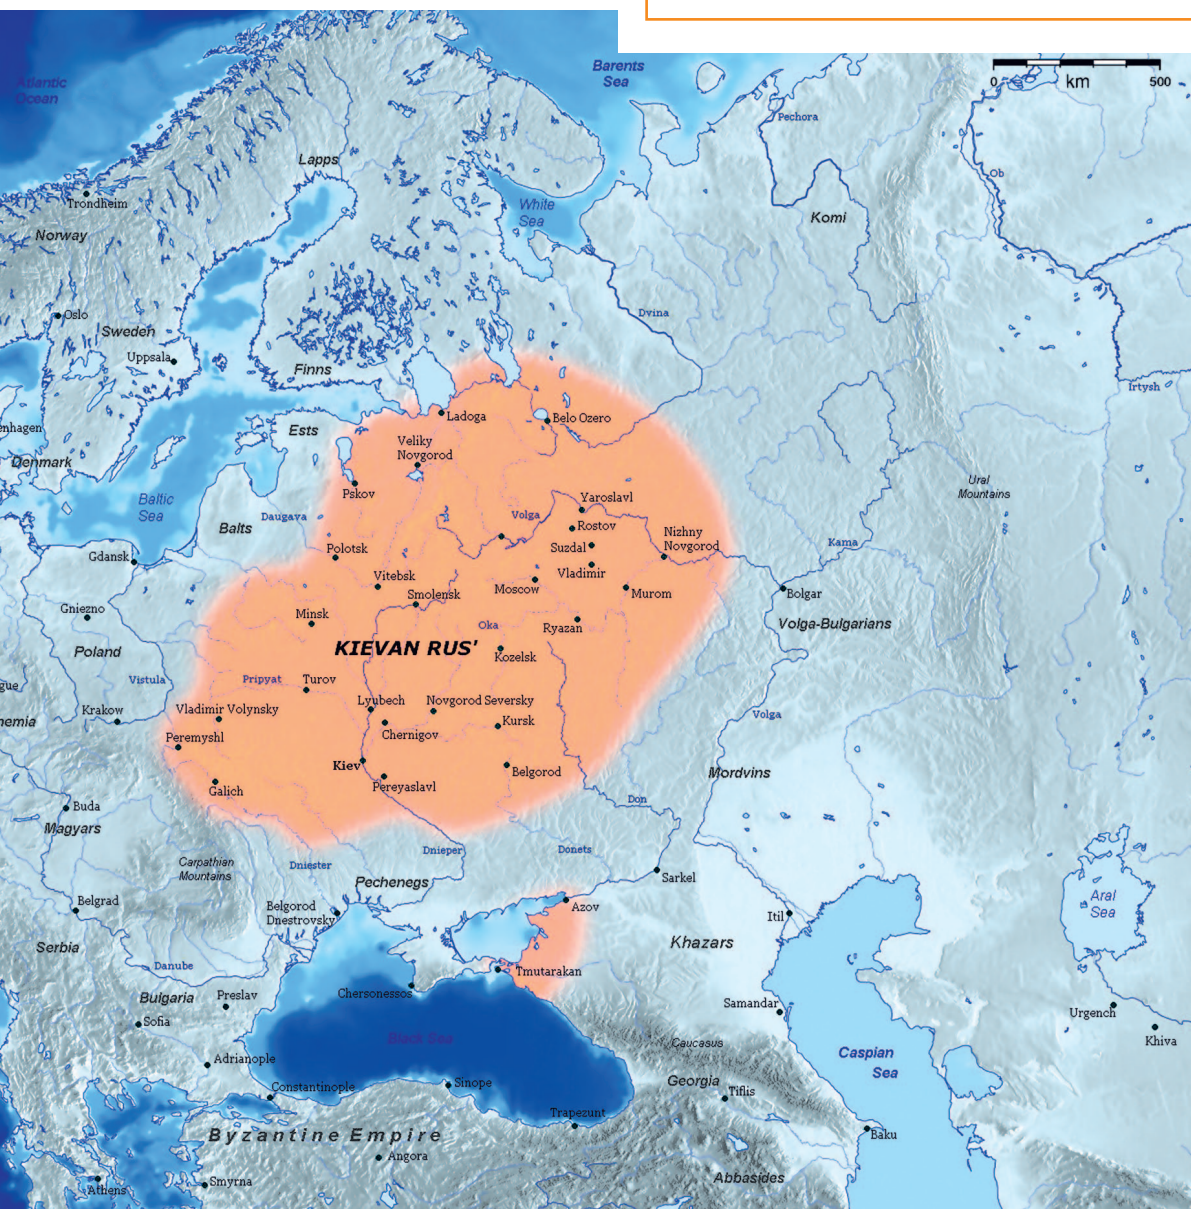 Barents
Sea
0
km
500
Atlantic
Ocean
Pechora
Lapps
Ob
Trondheim
White
Sea
Komi
Norway
Oslo
Dvina
Sweden
Uppsala
Finns
Irtysh
Ladoga
Belo Ozero
enhagen
Ests
Veliky
Novgorod
Denmark
Pskov
Ural
Mountains
Baltic
Sea
Daugava
Balts
Yaroslavl
Volga
Rostov
Nizhny
Novgorod
Suzdal
Kama
Gdansk
Polotsk
Vladimir
Vitebsk
Moscow
Smolensk
Murom
Bolgar
Gniezno
Minsk
Oka
Ryazan
Volga-Bulgarians
Poland
KIEVAN RUS'
Kozelsk
gue
Vistula
Pripyat
Turov
Krakow
Vladimir Volynsky
Lyubech
Novgorod Seversky
Volga
nemia
Kursk
Chernigov
Peremyshl
Kiev
Belgorod
Mordvins
Galich
Pereyaslavl
Buda
Don
Magyars
Carpathian
Mountains
Dniester
Dnieper
Donets
Pechenegs
Sarkel
Belgrad
Belgorod
Dnestrovsky
Azov
Itil
Aral
Sea
Serbia
Khazars
Danube
Tmutarakan
Bulgaria
Preslav
Chersonessos
Samandar
Urgench
Sofia
Black Sea
Caucasus
Khiva
Caspian
Sea
Adrianople
Georgia
Constantinople
Sinope
Tiflis
Trapezunt
Byzantine Empire
Baku
Angora
Abbasides
Smyrna
Athens